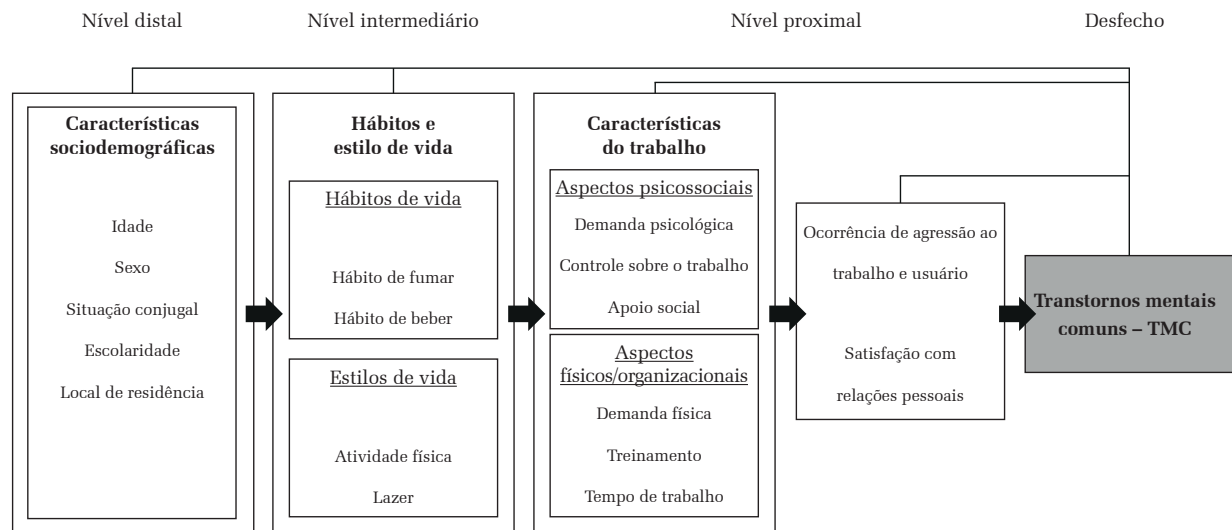 Nível distal
Nível intermediário
Nível proximal
Desfecho
Características
sociodemográficas
Idade
Sexo
Situação conjugal
Escolaridade
Local de residência
Hábitos e
estilo de vida
Hábitos de vida
Hábito de fumar
Hábito de beber
Estilos de vida
Atividade física
Lazer
Características
do trabalho
Aspectos psicossociais
Demanda psicológica
Controle sobre o trabalho
Apoio social
Aspectos
físicos/organizacionais
Demanda física
Treinamento
Tempo de trabalho
Ocorrência de agressão ao
trabalho e usuário
Satisfação com
relações pessoais
Transtornos mentais
comuns – TMC